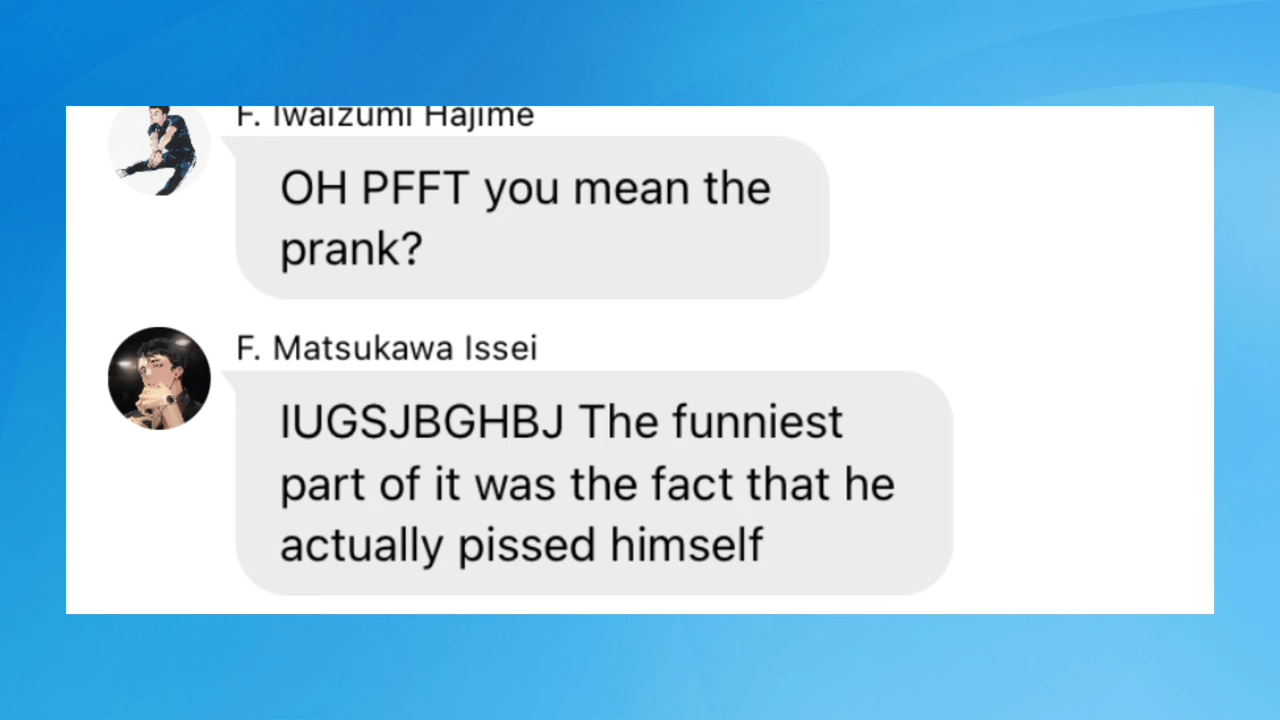 F. Iwaizumi Hajime
OH PFFT you mean the
prank?
F. Matsukawa Issei
IUGSJBGHBJ The funniest
part of it was the fact that he
actually pissed himself